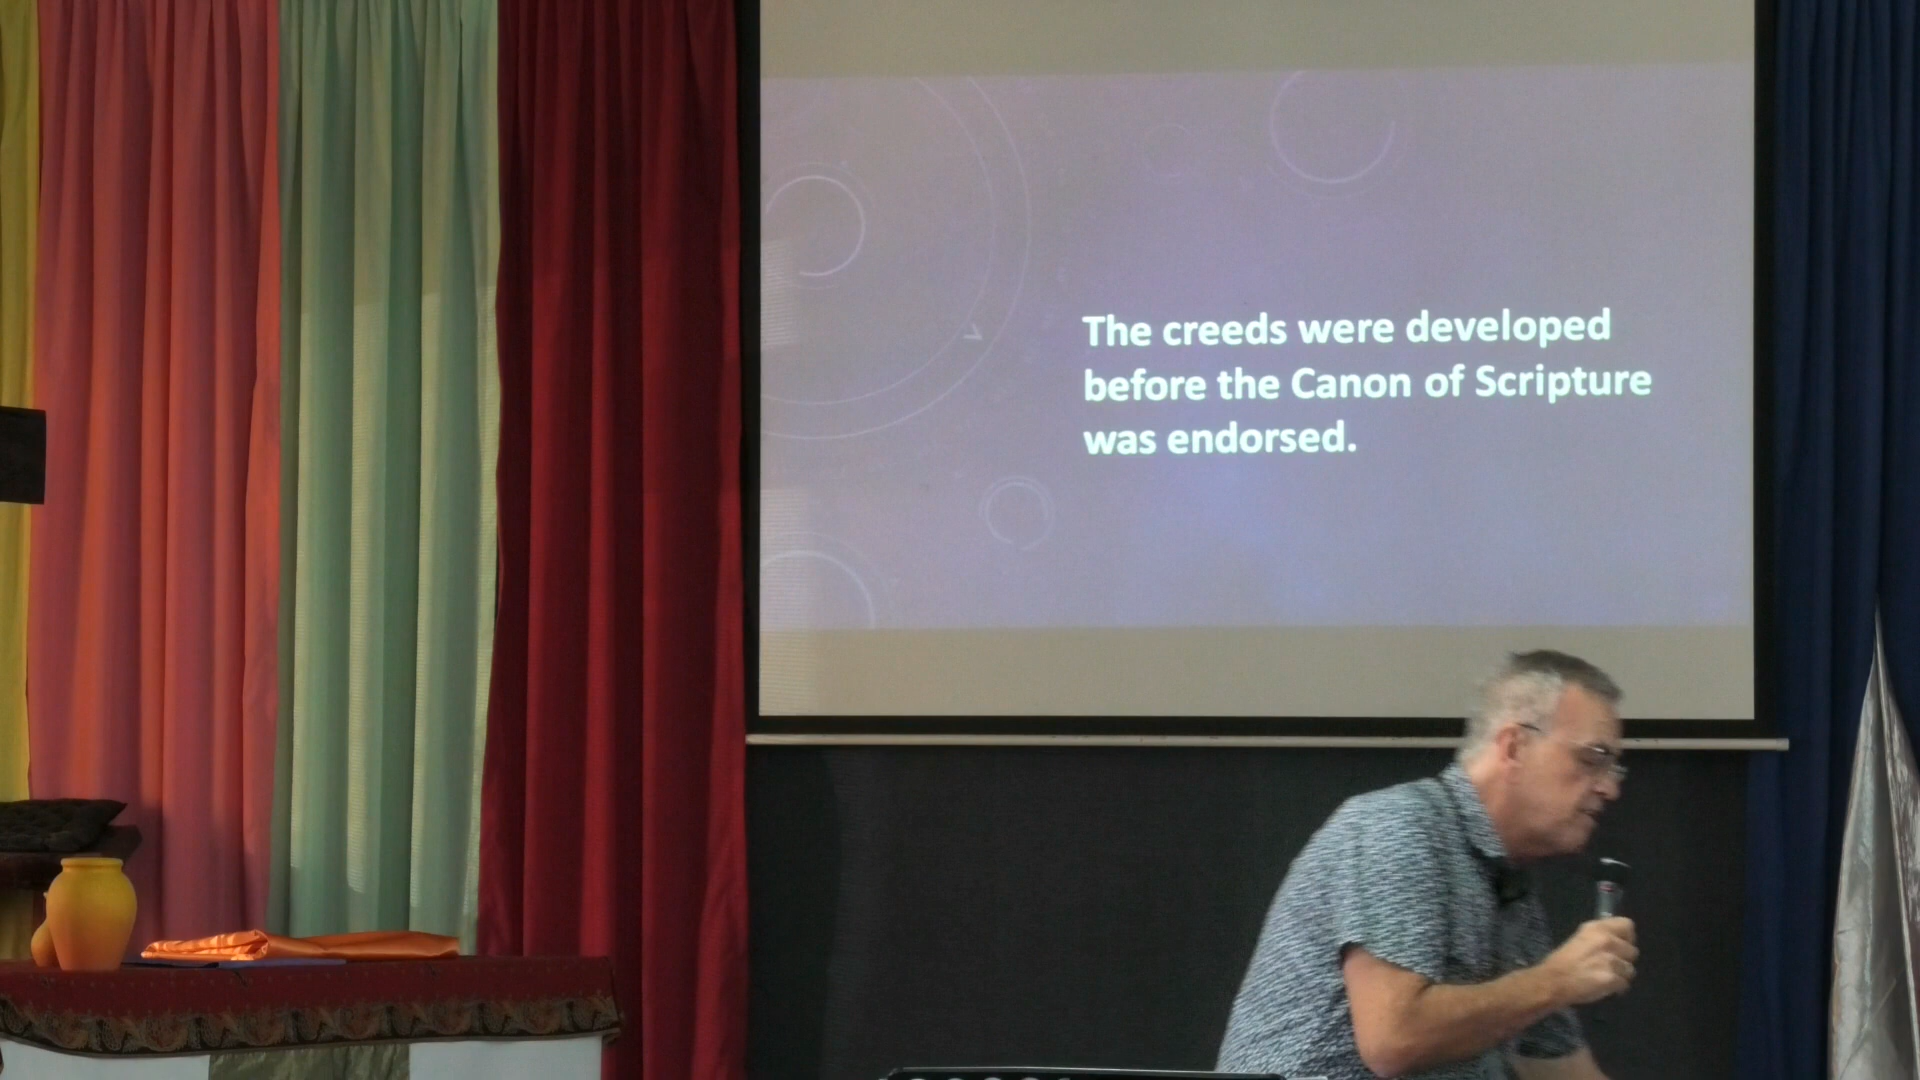 The creeds were developed
before the Canon of Scripture
was endorsed.